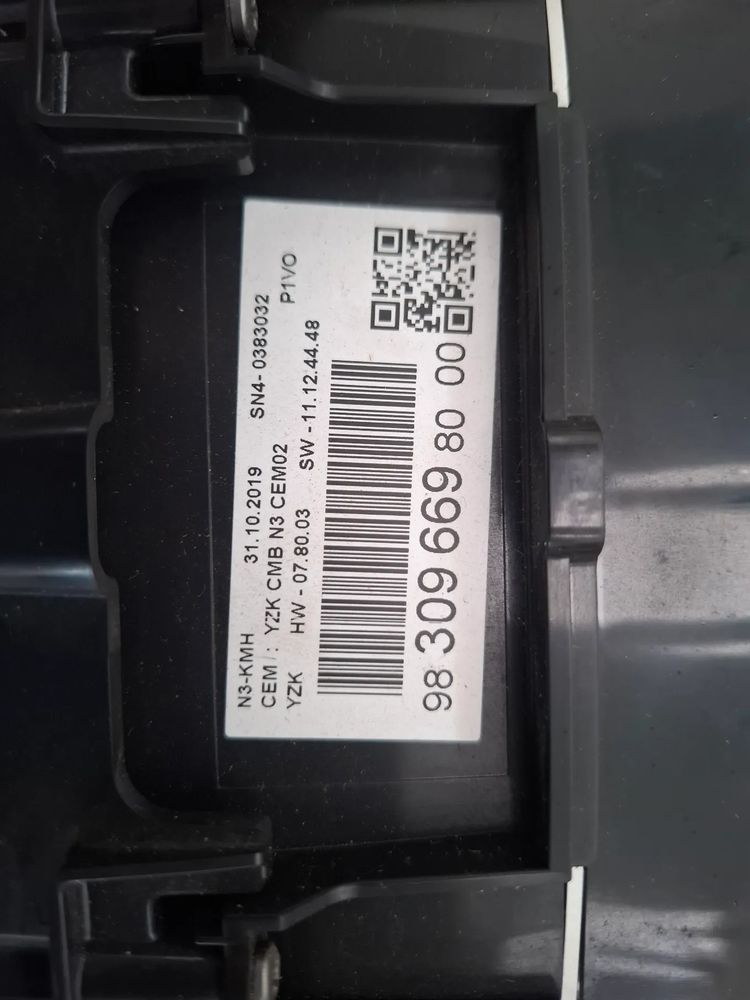 N3-KMH 31.10.2019 SN4- 0383032
CEM /: YZK CMB N3 CEM02 P1VO
YZK HW - 07.80.03 SW -11.12.44.48
98 309 669 80 00